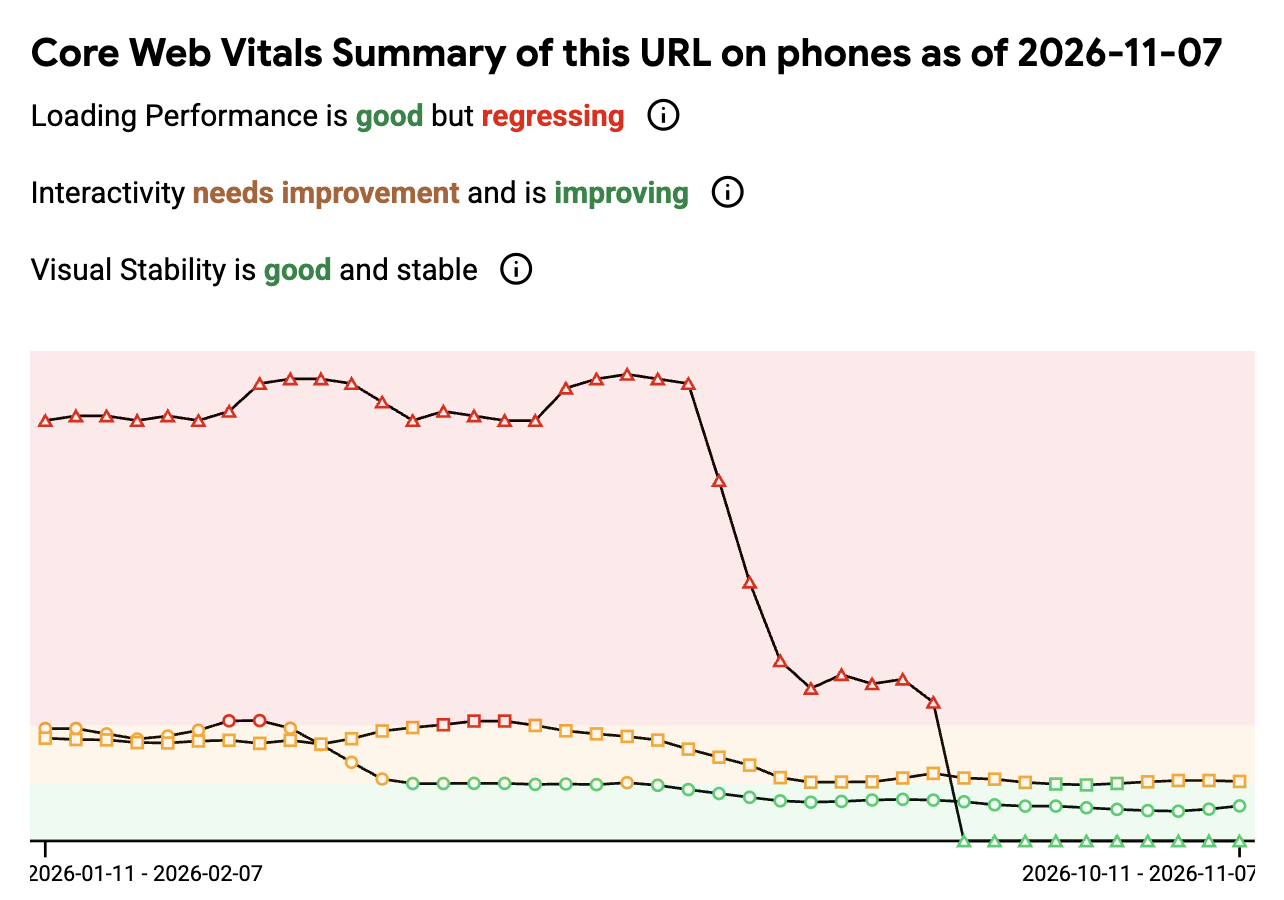 Core Web Vitals Summary of this URL on phones as of 2026-11-07
Loading Performance is good but regressing
Interactivity needs improvement and is improving
Visual Stability is good and stable
2026-01-11 - 2026-02-07
2026-10-11 - 2026-11-07